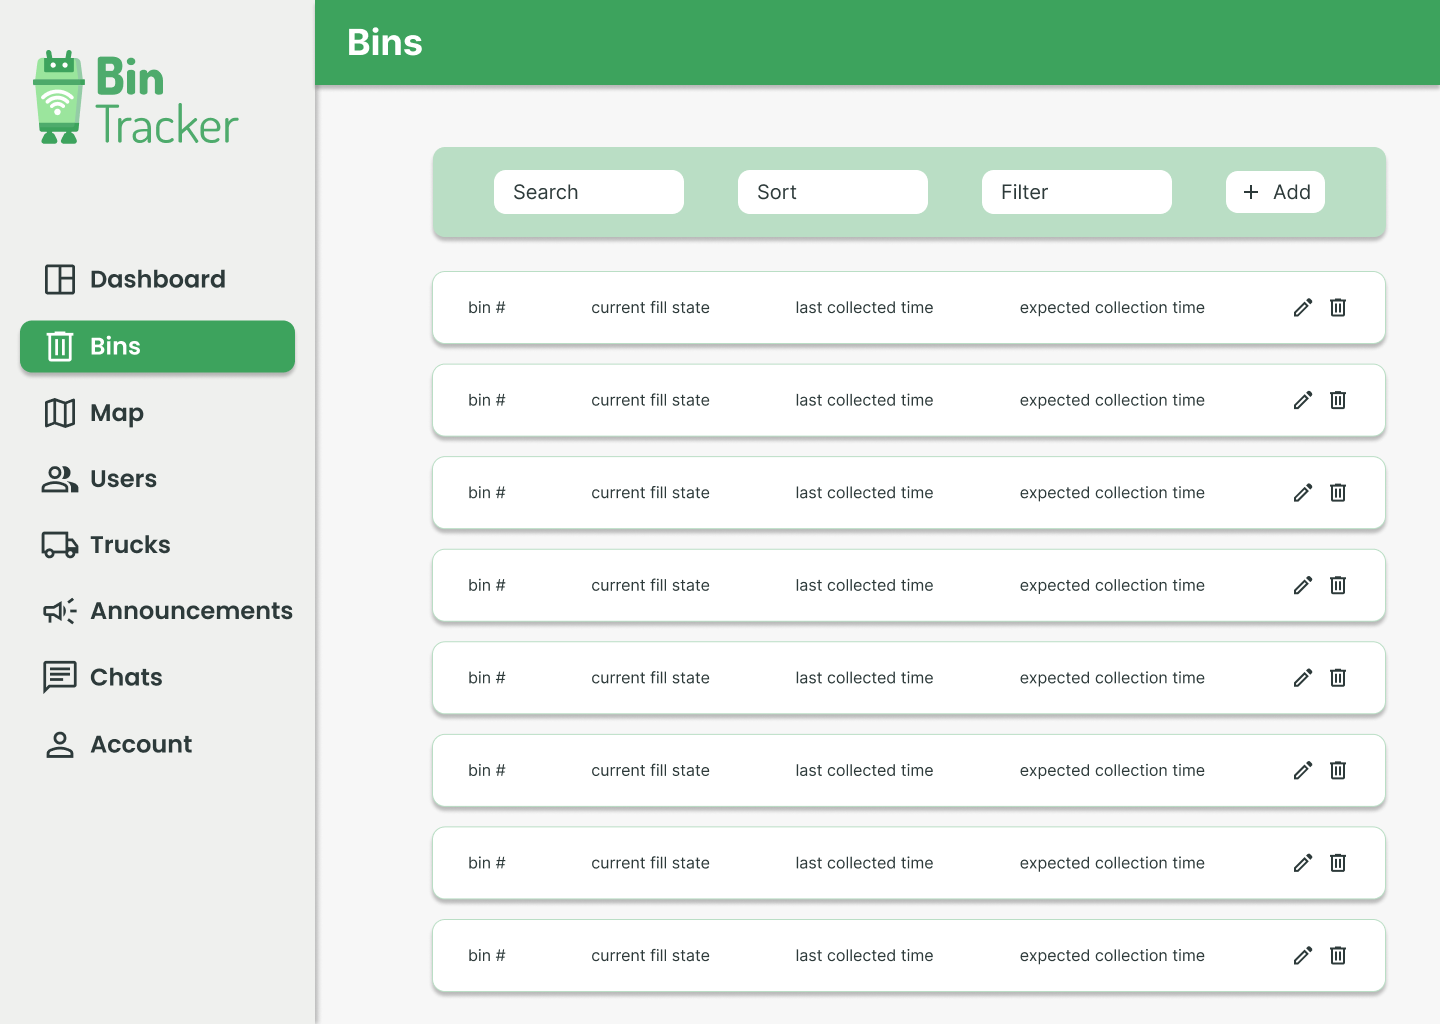 Bin
Tracker
Bins
Search Sort Filter + Add
Dashboard
Bins
Map
Users
Trucks
Announcements
Chats
Account
bin # current fill state last collected time expected collection time
bin # current fill state last collected time expected collection time
bin # current fill state last collected time expected collection time
bin # current fill state last collected time expected collection time
bin # current fill state last collected time expected collection time
bin # current fill state last collected time expected collection time
bin # current fill state last collected time expected collection time
bin # current fill state last collected time expected collection time